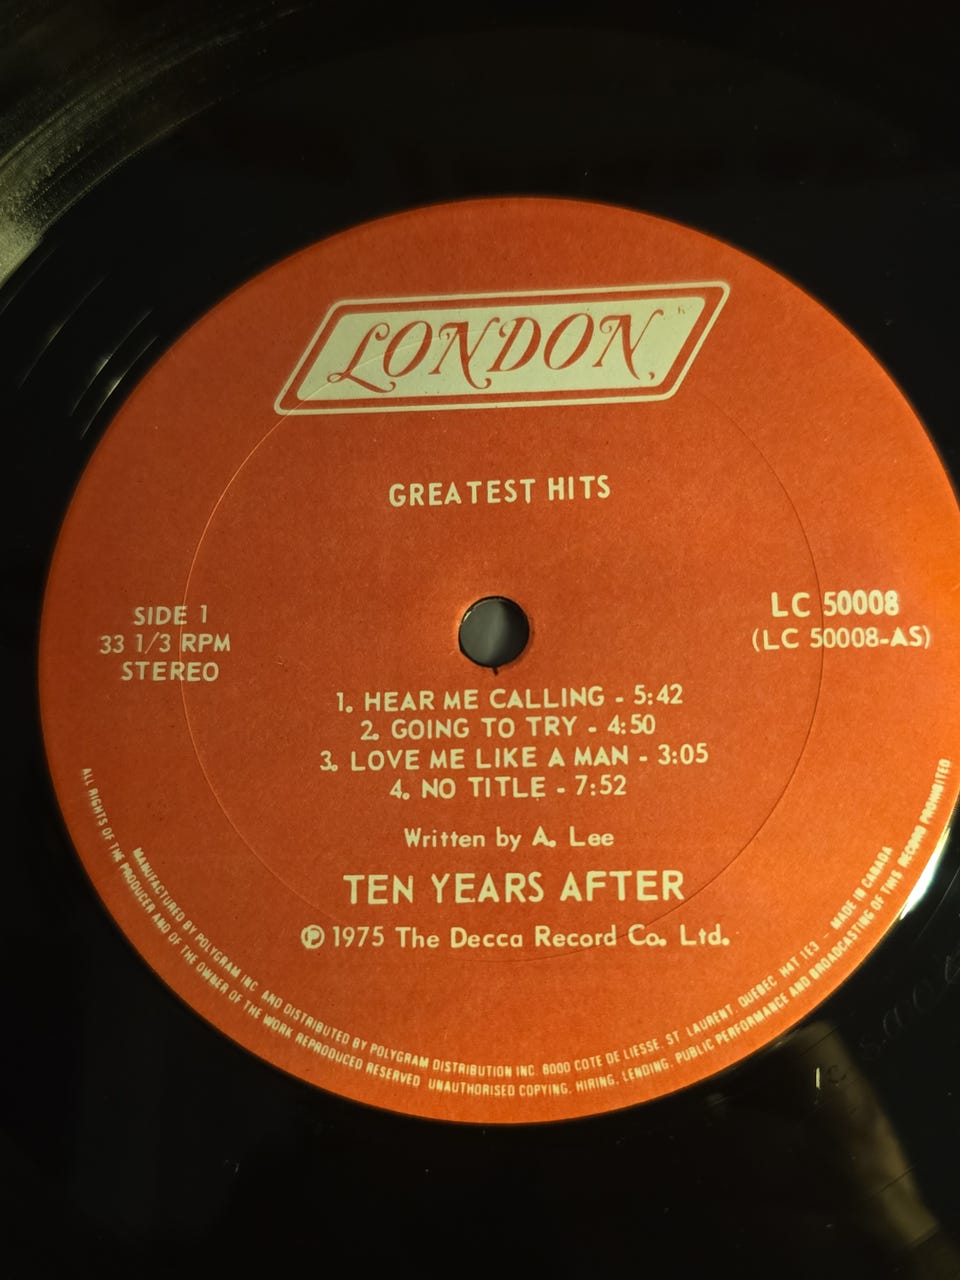 LONDON
GREATEST HITS
SIDE 1
33 1/3 RPM
STEREO
LC 50008
(LC 50008-AS)
1. HEAR ME CALLING - 5:42
2. GOING TO TRY - 4:50
3. LOVE ME LIKE A MAN - 3:05
4. NO TITLE - 7:52
Written by A. Lee
TEN YEARS AFTER
Ⓟ 1975 The Decca Record Co. Ltd.
MANUFACTURED BY POLYGRAM INC. AND DISTRIBUTED BY POLYGRAM DISTRIBUTION INC. 6000 COTE DE LIESSE, ST. LAURENT, QUEBEC, H4T 1E3 - MADE IN CANADA
ALL RIGHTS OF THE PRODUCER AND OF THE OWNER OF THE WORK REPRODUCED RESERVED. UNAUTHORISED COPYING, HIRING, LENDING, PUBLIC PERFORMANCE AND BROADCASTING OF THIS RECORD PROHIBITED.